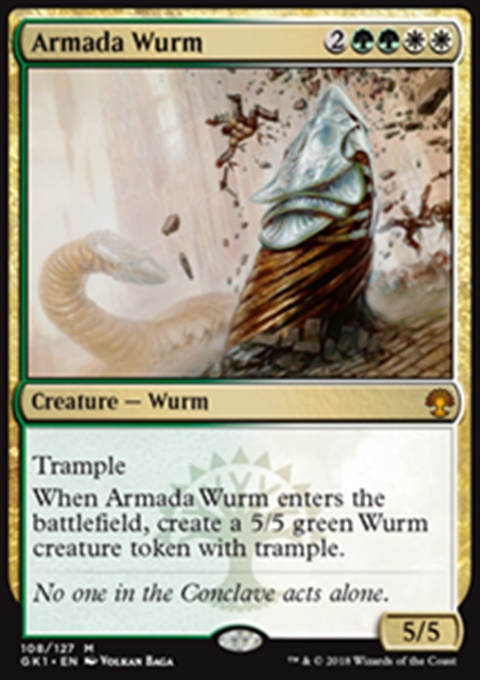 Armada Wurm 2
Creature — Wurm
Trample
When Armada Wurm enters the
battlefield, create a 5/5 green Wurm
creature token with trample.
No one in the Conclave acts alone.
5/5
108/127 M
GK1 • EN Volkan Baga
™ & © 2018 Wizards of the Coast